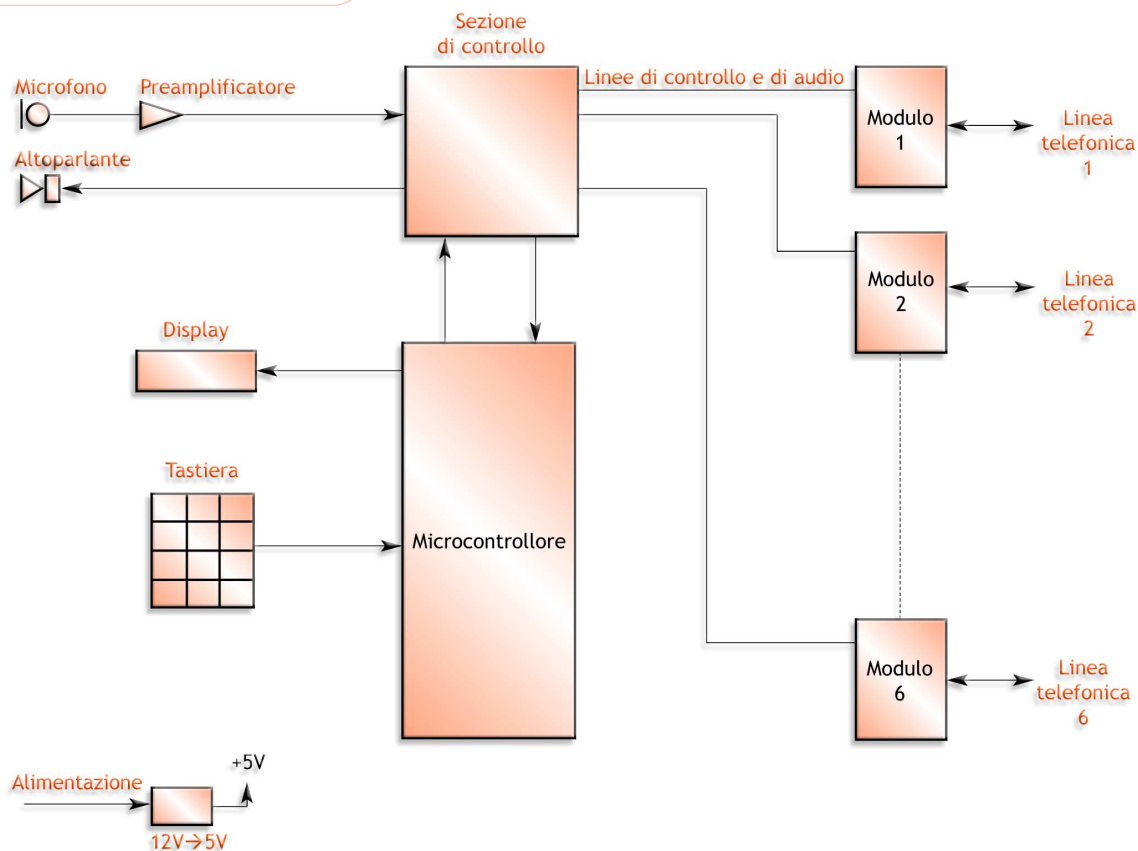 Sezione
di controllo
Microfono
Preamplificatore
Linee di controllo e di audio
Modulo
1
Linea
telefonica
1
Altoparlante
Modulo
2
Linea
telefonica
2
Display
Tastiera
Microcontrollore
Modulo
6
Linea
telefonica
6
Alimentazione
+5V
12V→5V